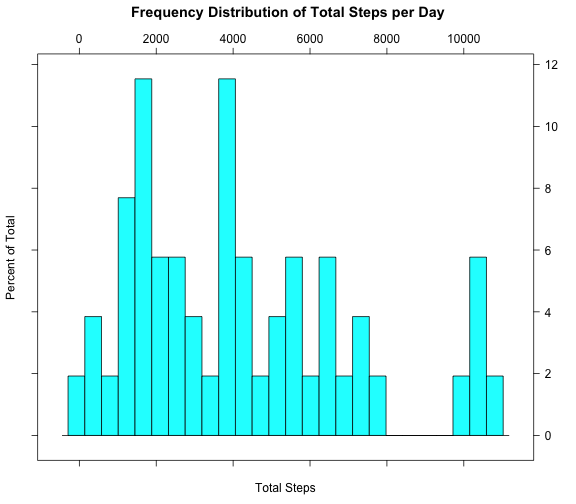 Frequency Distribution of Total Steps per Day
0 2000 4000 6000 8000 10000
12
10
8
6
4
2
0
Percent of Total
Total Steps